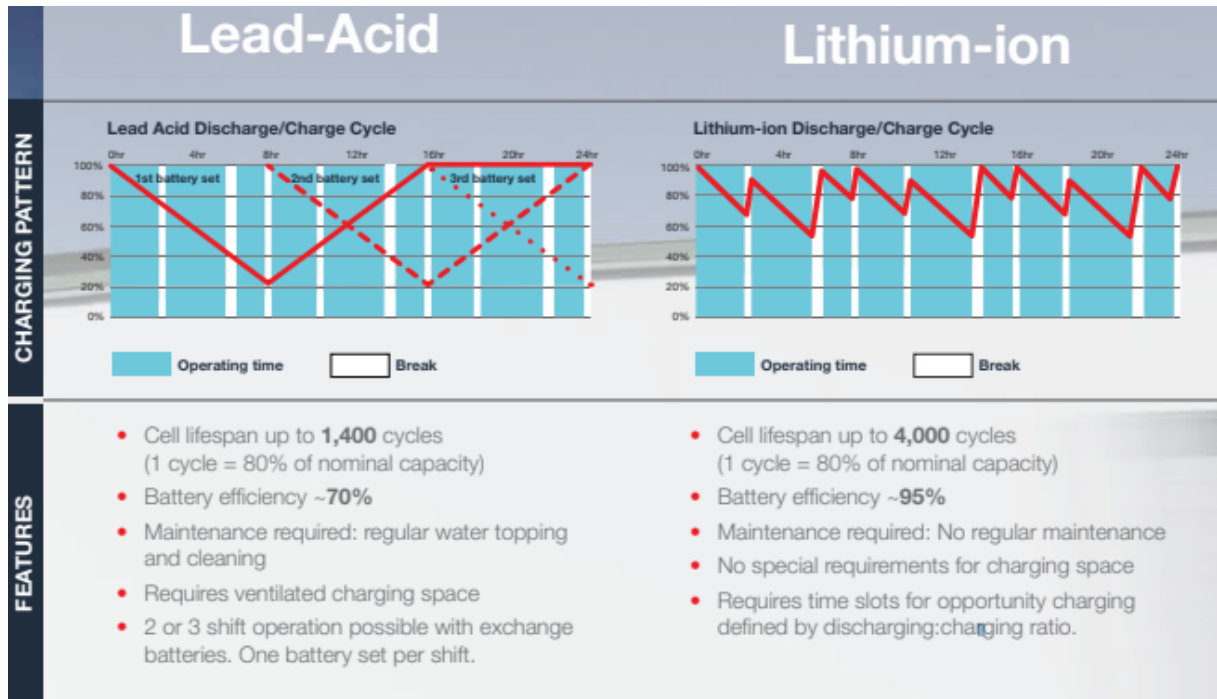 Lead-Acid
Lithium-ion
CHARGING PATTERN
Lead Acid Discharge/Charge Cycle
0hr 4hr 8hr 12hr 16hr 20hr 24hr
100%
80%
60%
40%
20%
0%
1st battery set 2nd battery set 3rd battery set
Operating time Break
Lithium-ion Discharge/Charge Cycle
0hr 4hr 8hr 12hr 16hr 20hr 24hr
100%
80%
60%
40%
20%
0%
Operating time Break
FEATURES
• Cell lifespan up to 1,400 cycles
(1 cycle = 80% of nominal capacity)
• Battery efficiency ~70%
• Maintenance required: regular water topping
and cleaning
• Requires ventilated charging space
• 2 or 3 shift operation possible with exchange
batteries. One battery set per shift.
• Cell lifespan up to 4,000 cycles
(1 cycle = 80% of nominal capacity)
• Battery efficiency ~95%
• Maintenance required: No regular maintenance
• No special requirements for charging space
• Requires time slots for opportunity charging
defined by discharging:charging ratio.